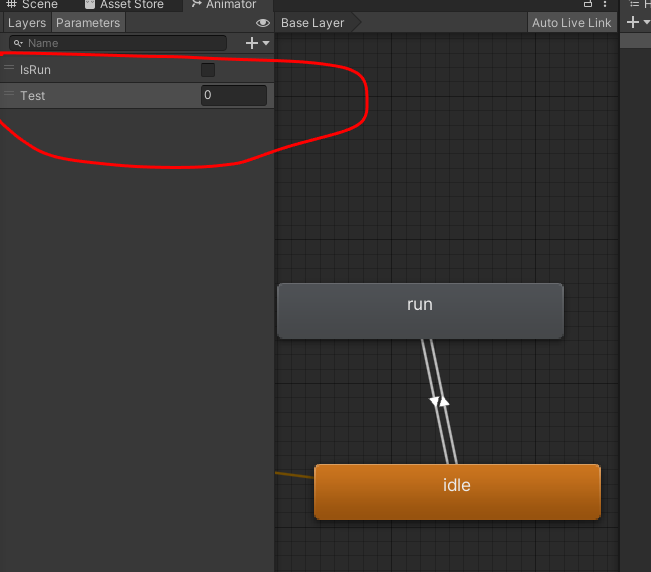 Scene Asset Store Animator
Layers Parameters Base Layer Auto Live Link
Name
IsRun
Test 0
run
idle